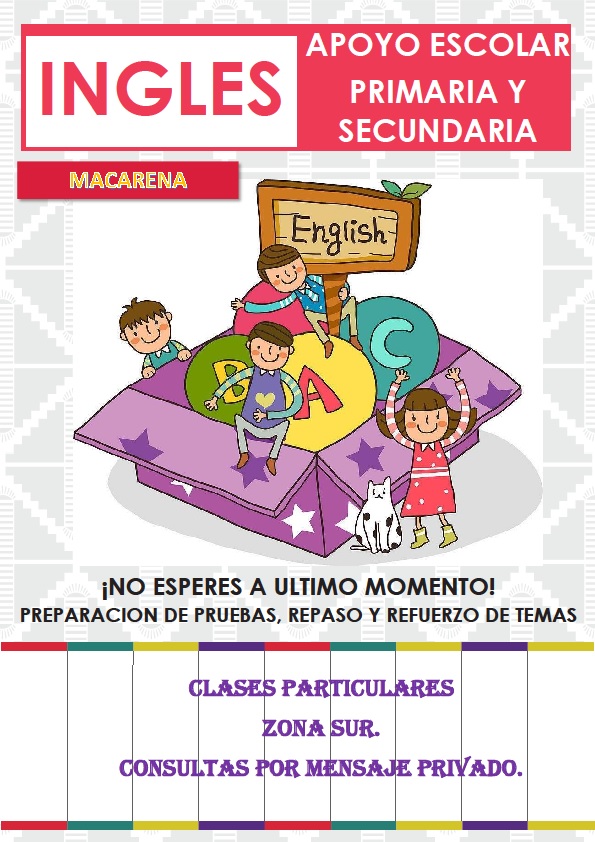 INGLES
APOYO ESCOLAR
PRIMARIA Y
SECUNDARIA
MACARENA
English
B A C
¡NO ESPERES A ULTIMO MOMENTO!
PREPARACION DE PRUEBAS, REPASO Y REFUERZO DE TEMAS
CLASES PARTICULARES
ZONA SUR.
CONSULTAS POR MENSAJE PRIVADO.